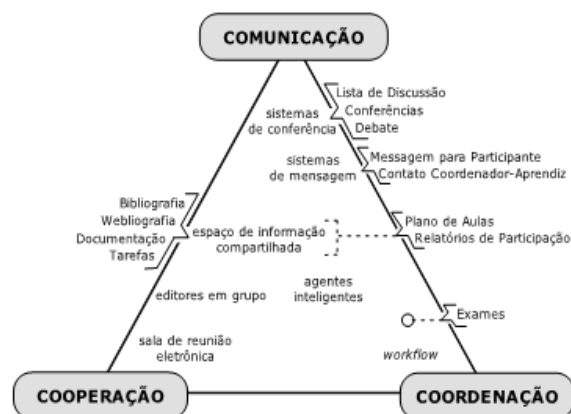 COMUNICAÇÃO
Lista de Discussão
Conferências
Debate
sistemas
de conferência
Messagem para Participante
Contato Coordenador-Aprendiz
sistemas
de mensagem
Bibliografia
Webliografia
Documentação
Tarefas
espaço de informação
compartilhada
Plano de Aulas
Relatórios de Participação
agentes
inteligentes
editores em grupo
Exames
sala de reunião
eletrônica
workflow
COOPERAÇÃO
COORDENAÇÃO